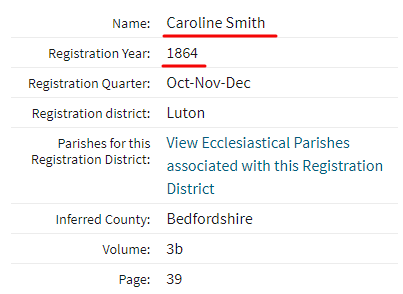 Name: Caroline Smith
Registration Year: 1864
Registration Quarter: Oct-Nov-Dec
Registration district: Luton
Parishes for this Registration District: View Ecclesiastical Parishes
associated with this Registration
District
Inferred County: Bedfordshire
Volume: 3b
Page: 39